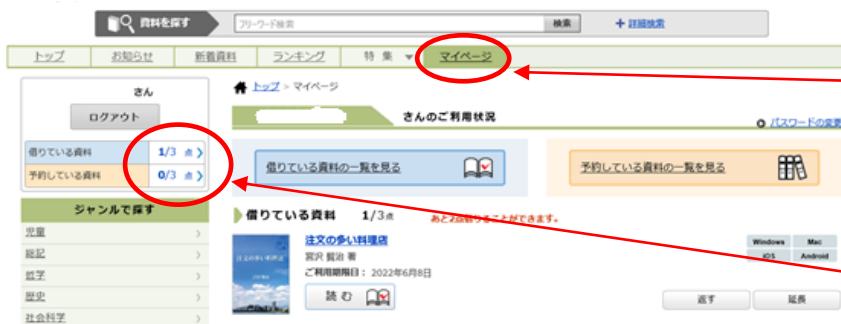 資料を探す フリーワード検索 検索 + 詳細検索
トップ お知らせ 新着資料 ランキング 特集 ▼ マイページ
さん
ログアウト
借りている資料 1/3 点 >
予約している資料 0/3 点 >
ジャンルで探す
児童 >
総記 >
哲学 >
歴史 >
社会科学 >
トップ > マイページ
さんのご利用状況
パスワードの変更
借りている資料の一覧を見る
予約している資料の一覧を見る
借りている資料 1/3点 あと2点借りることができます。
注文の多い料理店
宮沢 賢治 著
ご利用期限日: 2022年6月8日
読む
Windows Mac
iOS Android
返す 延長